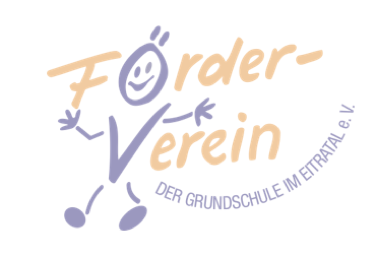 Förder-
Verein
DER GRUNDSCHULE IM EITRATAL e. V.